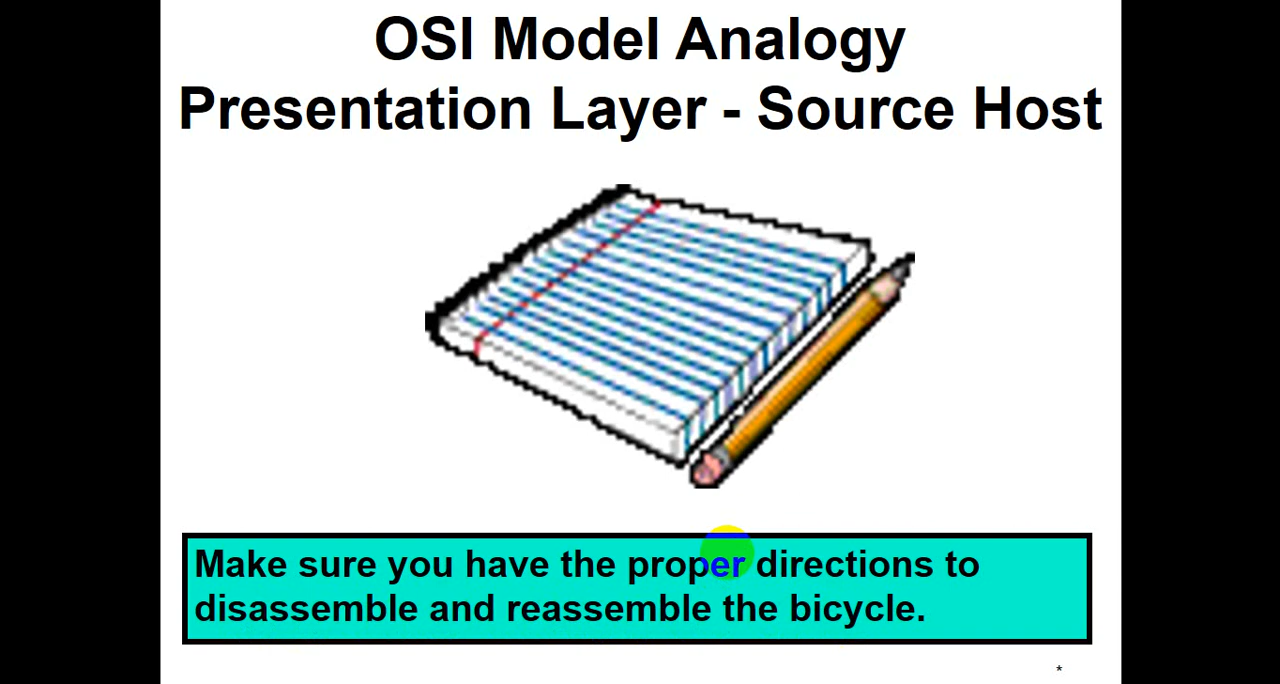 OSI Model Analogy
Presentation Layer - Source Host
Make sure you have the proper directions to
disassemble and reassemble the bicycle.
*